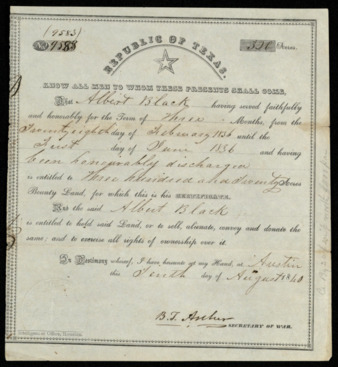 (9583)
No. 9588
320 Acres.
REPUBLIC OF TEXAS.
KNOW ALL MEN TO WHOM THESE PRESENTS SHALL COME,
That Albert Black having served faithfully
and honorably for the Term of Three Months, from the
Twenty eighth day of February 1836 until the
First day of June 1836 and having
been honorably discharged
is entitled to Three hundred and Twenty Acres
Bounty Land, for which this is his CERTIFICATE.
And the said Albert Black
is entitled to hold said Land, or to sell, alienate, convey and donate the
same; and to exercise all rights of ownership over it.
In Testimony whereof, I have hereunto set my Hand, at Austin
this Tenth day of August 1840
B.T. Archer
SECRETARY OF WAR.